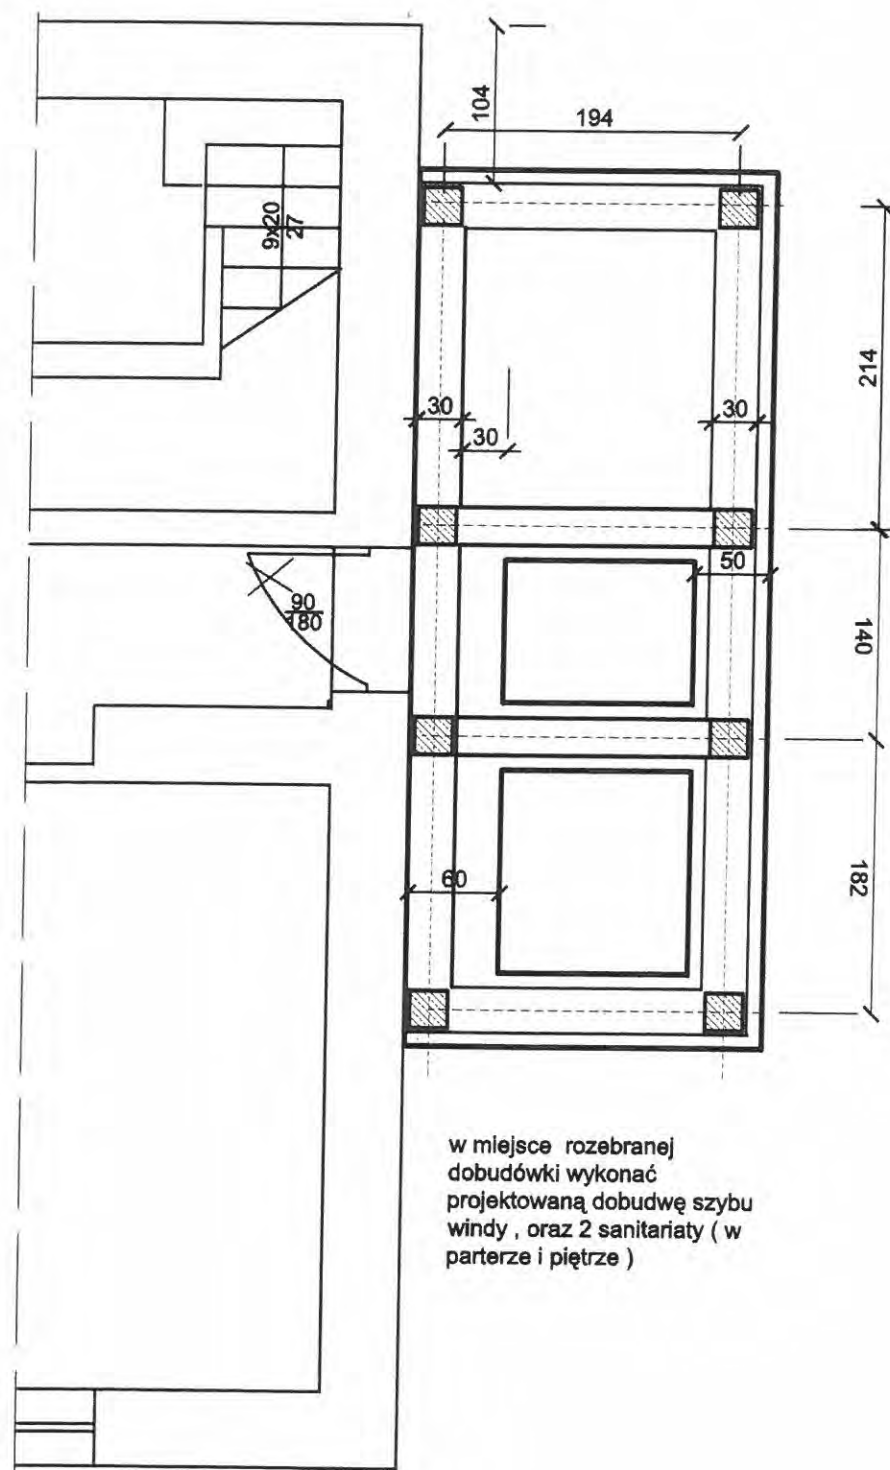 104
194
9x20
27
214
30
30
30
50
90
180
140
60
182
w miejsce rozebranej
dobudówki wykonać
projektowaną dobudwę szybu
windy , oraz 2 sanitariaty ( w
parterze i piętrze )